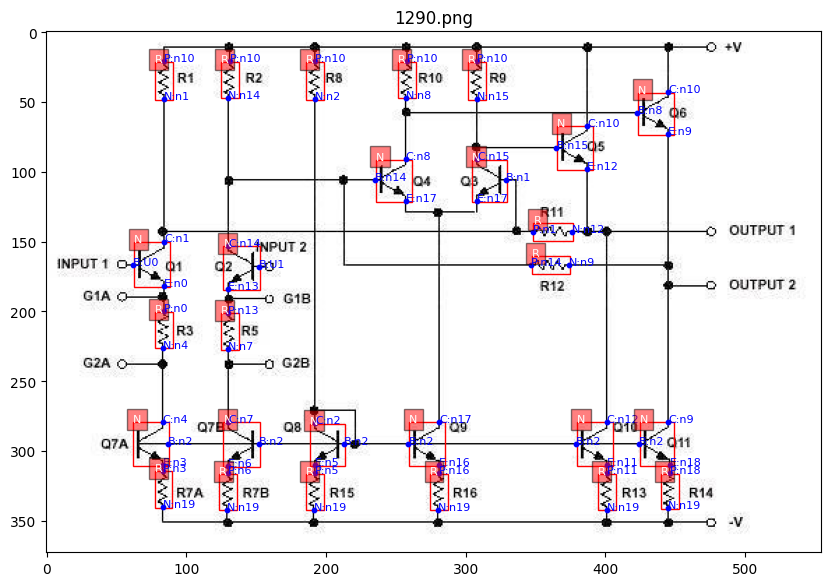 1290.png
0
50
100
150
200
250
300
350
0
100
200
300
400
500
+V
R P:n10 N:n1 R1
R P:n10 N:n14 R2
R P:n10 N:n2 R8
R P:n10 N:n8 R10
R P:n10 N:n15 R9
N C:n10 B:n8 E:n9 Q6
N C:n10 B:n15 E:n12 Q5
N C:n8 B:n14 E:n17 Q4
N C:n15 B:n1 E:n17 Q3
R11
R P:n1 N:n12
OUTPUT 1
R P:n14 N:n9
R12
OUTPUT 2
INPUT 1
N C:n1 B:U0 E:n0 Q1
INPUT 2
N C:n14 B:U1 E:n13 Q2
G1A
G1B
R P:n0 N:n4 R3
R P:n13 N:n7 R5
G2A
G2B
Q7A N C:n4 B:n2 E:n3
Q7B N C:n7 B:n2 E:n6
Q8 N C:n2 B:n2 E:n5
Q9 N C:n17 B:n2 E:n16
Q10 N C:n12 B:n2 E:n11
Q11 N C:n9 B:n2 E:n18
R P:n3 N:n19 R7A
R P:n6 N:n19 R7B
R P:n5 N:n19 R15
R P:n16 N:n19 R16
R P:n11 N:n19 R13
R P:n18 N:n19 R14
-V